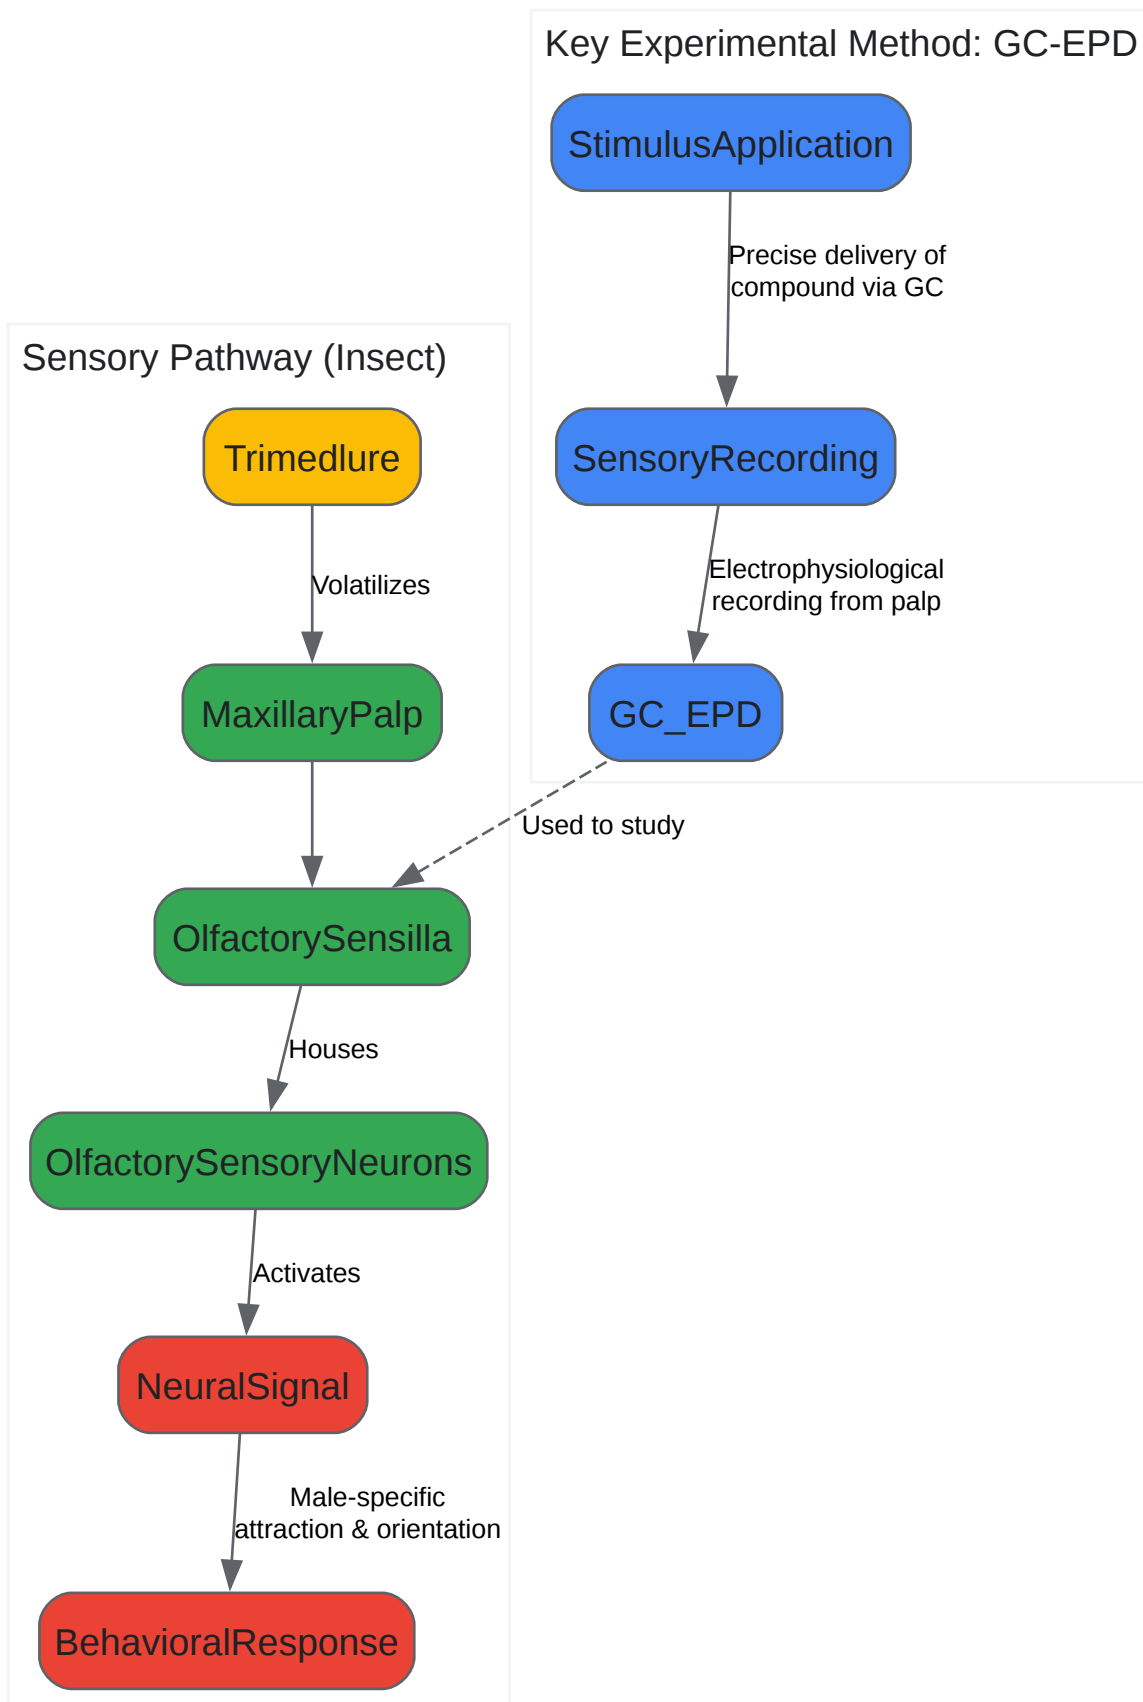 Key Experimental Method: GC-EPD
StimulusApplication
Precise delivery of
compound via GC
SensoryRecording
Electrophysiological
recording from palp
GC_EPD
Used to study
Sensory Pathway (Insect)
Trimedlure
Volatilizes
MaxillaryPalp
OlfactorySensilla
Houses
OlfactorySensoryNeurons
Activates
NeuralSignal
Male-specific
attraction & orientation
BehavioralResponse